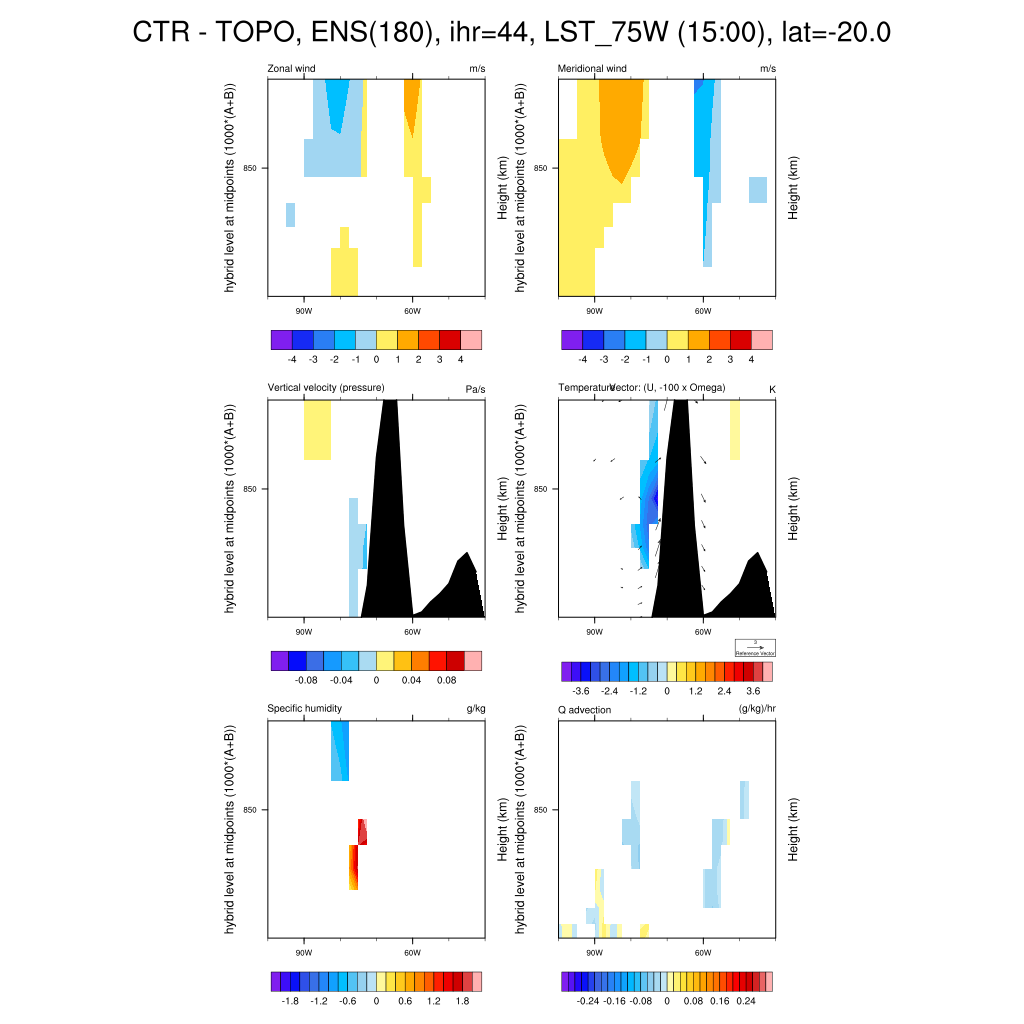 CTR - TOPO, ENS(180), ihr=44, LST_75W (15:00), lat=-20.0
Zonal wind m/s
hybrid level at midpoints (1000*(A+B))
850
Height (km)
90W 60W
-4 -3 -2 -1 0 1 2 3 4
Meridional wind m/s
hybrid level at midpoints (1000*(A+B))
850
Height (km)
90W 60W
-4 -3 -2 -1 0 1 2 3 4
Vertical velocity (pressure) Pa/s
hybrid level at midpoints (1000*(A+B))
850
Height (km)
90W 60W
-0.08 -0.04 0 0.04 0.08
Temperature Vector: (U, -100 x Omega) K
hybrid level at midpoints (1000*(A+B))
850
Height (km)
90W 60W
3
Reference Vector
-3.6 -2.4 -1.2 0 1.2 2.4 3.6
Specific humidity g/kg
hybrid level at midpoints (1000*(A+B))
850
Height (km)
90W 60W
-1.8 -1.2 -0.6 0 0.6 1.2 1.8
Q advection (g/kg)/hr
hybrid level at midpoints (1000*(A+B))
850
Height (km)
90W 60W
-0.24 -0.16 -0.08 0 0.08 0.16 0.24